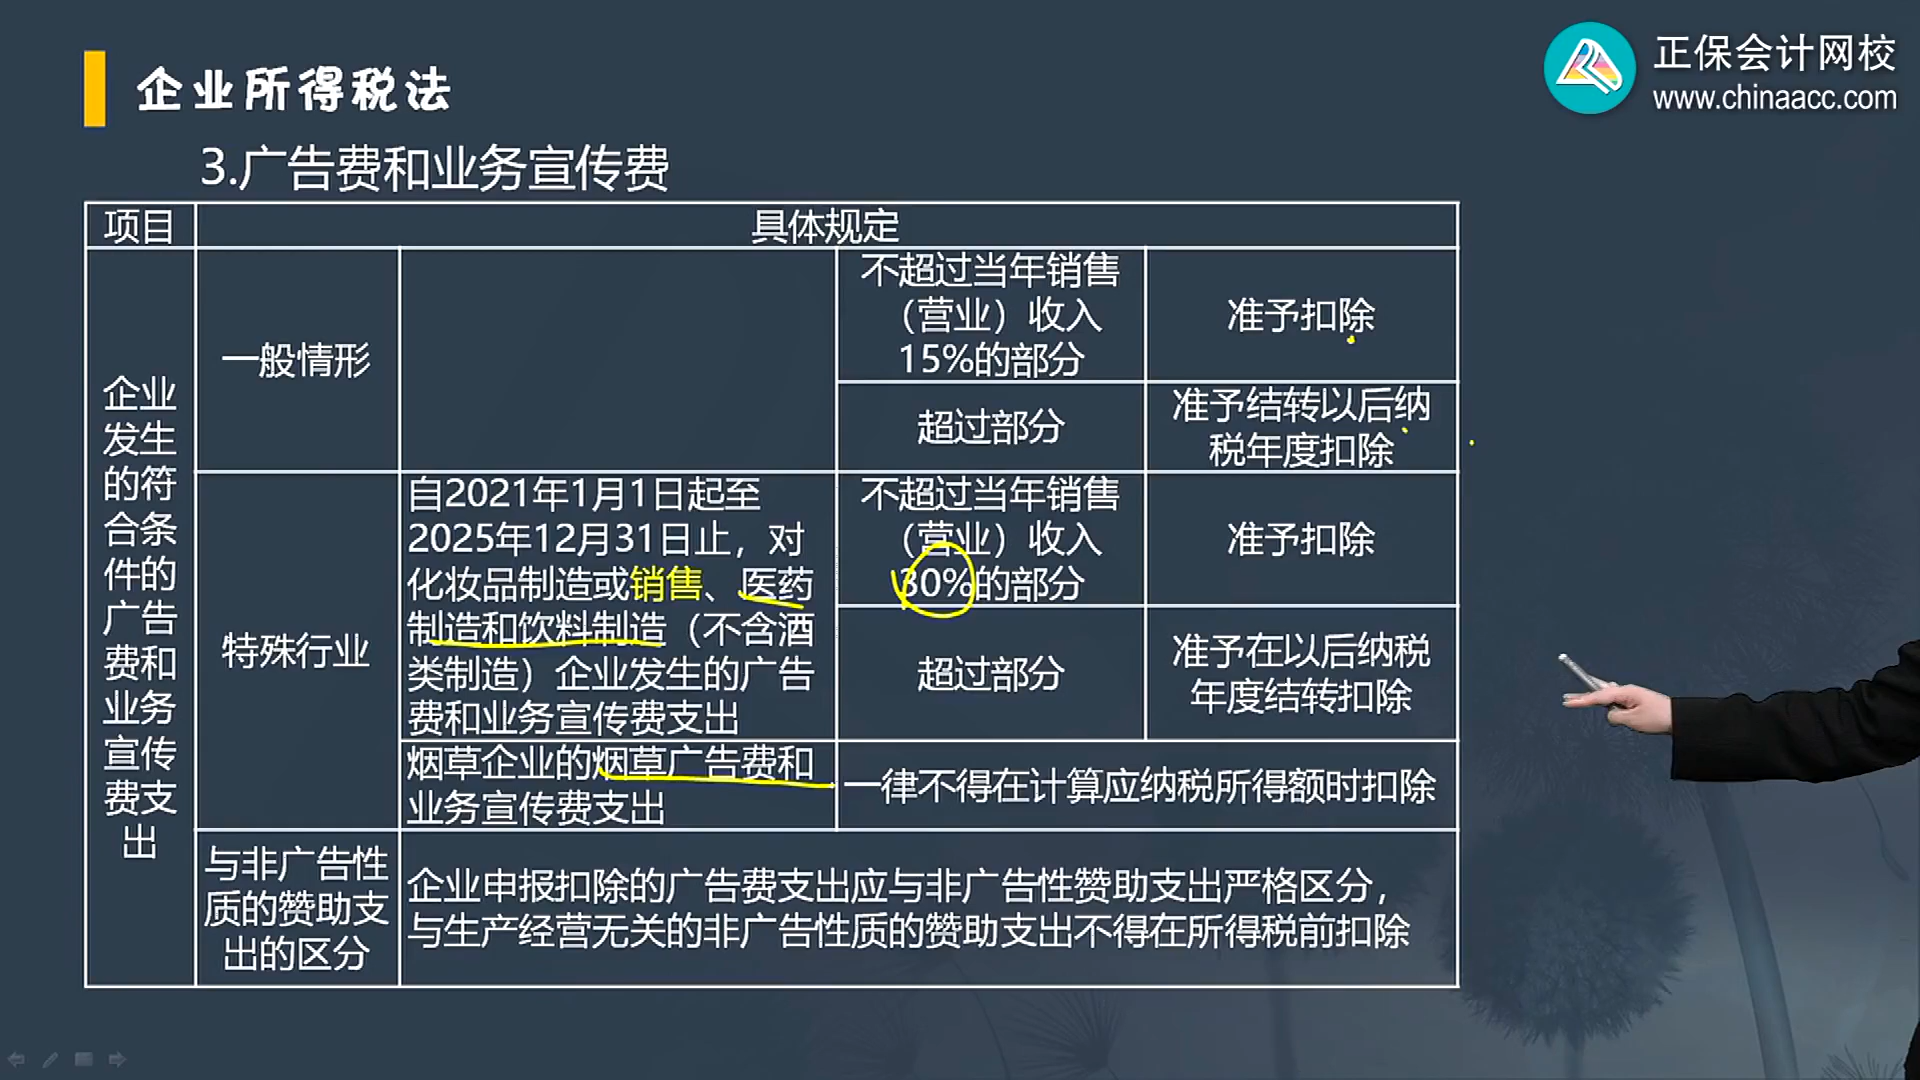 正保会计网校
www.chinaacc.com
企业所得税法
3.广告费和业务宣传费
项目
具体规定
企业
发生
的符
合条
件的
广告
费和
业务
宣传
费支
出
一般情形
不超过当年销售
（营业）收入
15%的部分
准予扣除
超过部分
准予结转以后纳
税年度扣除
特殊行业
自2021年1月1日起至
2025年12月31日止，对
化妆品制造或销售、医药
制造和饮料制造（不含酒
类制造）企业发生的广告
费和业务宣传费支出
不超过当年销售
（营业）收入
30%的部分
准予扣除
超过部分
准予在以后纳税
年度结转扣除
烟草企业的烟草广告费和
业务宣传费支出
一律不得在计算应纳税所得额时扣除
与非广告性
质的赞助支
出的区分
企业申报扣除的广告费支出应与非广告性赞助支出严格区分，
与生产经营无关的非广告性质的赞助支出不得在所得税前扣除